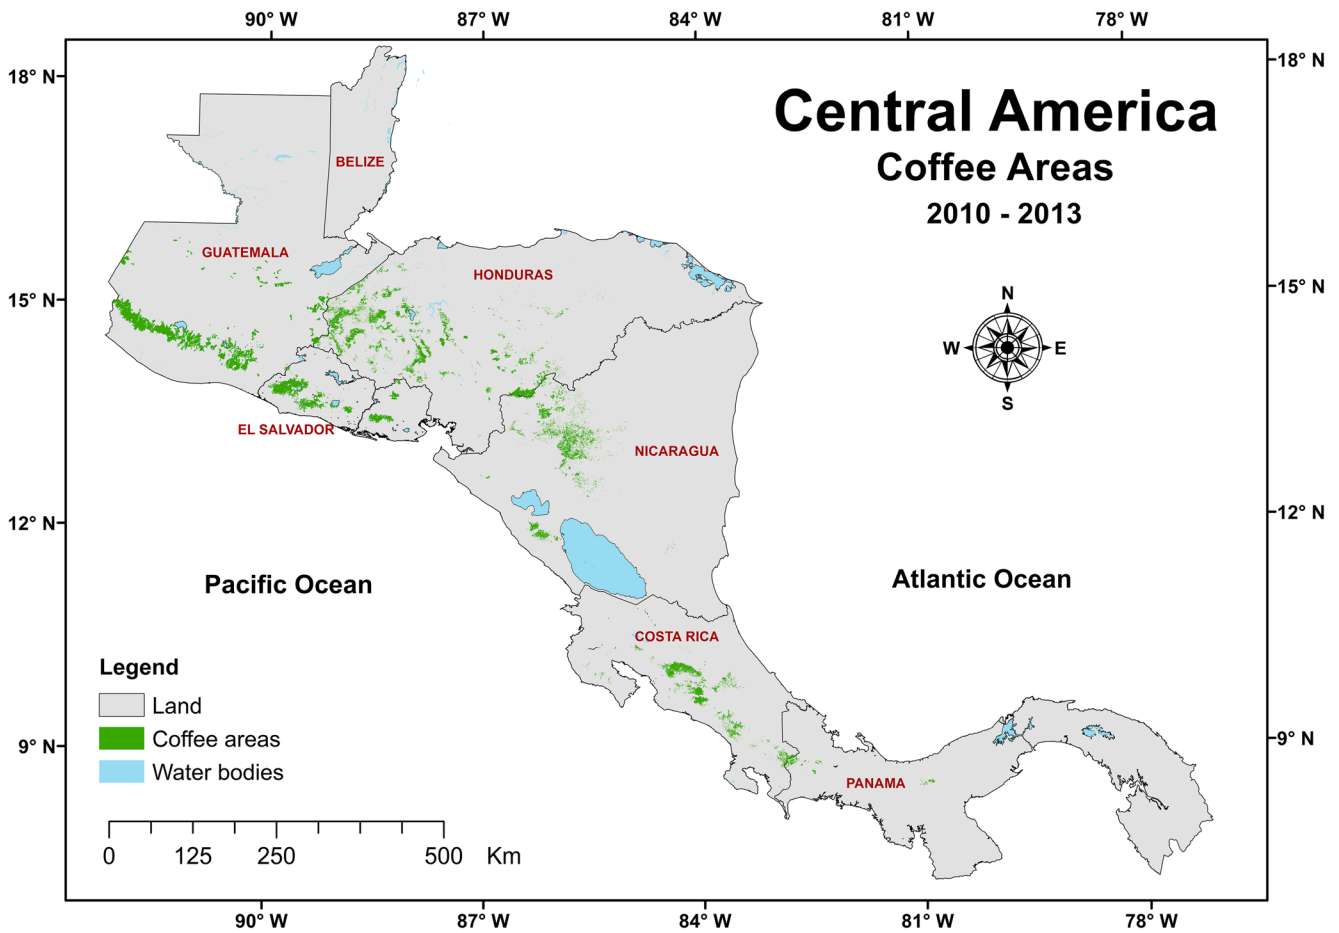 90° W 87° W 84° W 81° W 78° W
18° N
18° N
Central America
Coffee Areas
2010 - 2013
BELIZE
GUATEMALA
HONDURAS
15° N
15° N
N
W E
S
EL SALVADOR
NICARAGUA
12° N
12° N
Pacific Ocean
Atlantic Ocean
COSTA RICA
Legend
Land
Coffee areas
Water bodies
9° N
9° N
PANAMA
0 125 250 500 Km
90° W 87° W 84° W 81° W 78° W